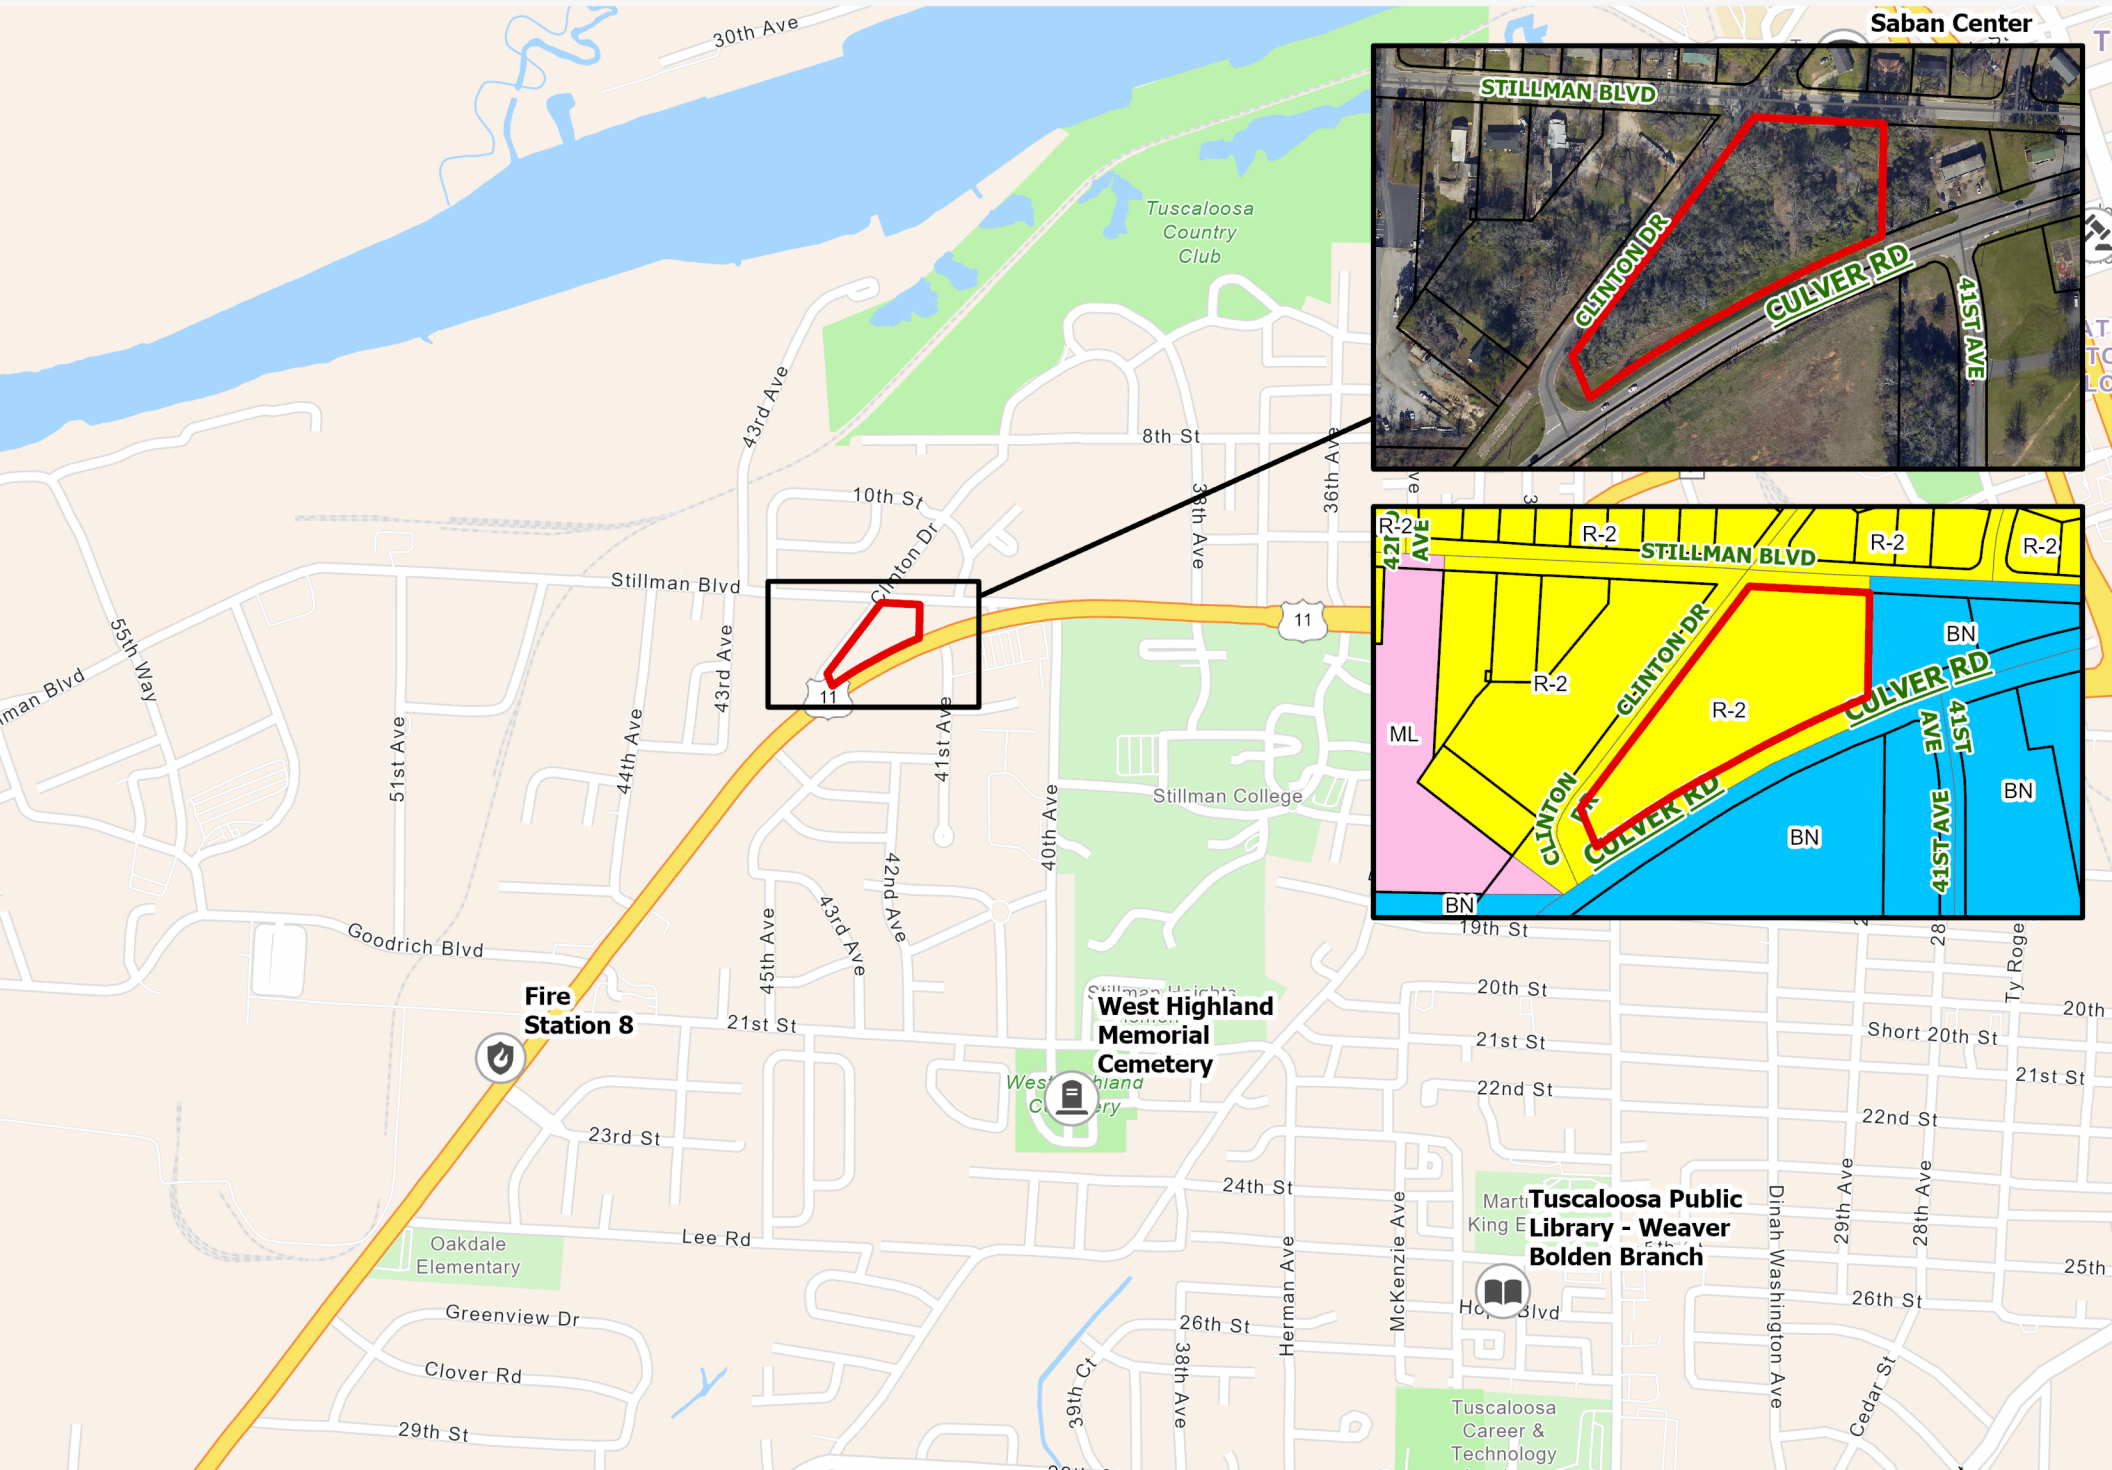 30th Ave
Saban Center
Tuscaloosa
Country
Club
43rd Ave
8th St
36th Ave
38th Ave
10th St
Clinton Dr
Stillman Blvd
11
11
55th Way
43rd Ave
44th Ave
51st Ave
41st Ave
40th Ave
Stillman College
42nd Ave
43rd Ave
45th Ave
Goodrich Blvd
Fire
Station 8
21st St
Stillman Heights
West Highland
Memorial
Cemetery
23rd St
Lee Rd
Oakdale
Elementary
Greenview Dr
Clover Rd
29th St
24th St
26th St
38th Ave
39th Ct
Herman Ave
McKenzie Ave
19th St
20th St
21st St
22nd St
Tuscaloosa Public
Library - Weaver
Bolden Branch
Tuscaloosa
Career &
Technology
Dinah Washington Ave
29th Ave
28th Ave
Ty Roge
20th
Short 20th St
21st St
22nd St
25th
26th St
Cedar St
STILLMAN BLVD
CLINTON DR
CULVER RD
41ST AVE
R-2
42ND
AVE
R-2
STILLMAN BLVD
R-2
R-2
BN
CLINTON DR
R-2
R-2
CULVER RD
ML
41ST
AVE
CLINTON
DR
CULVER RD
BN
BN
41ST AVE
BN